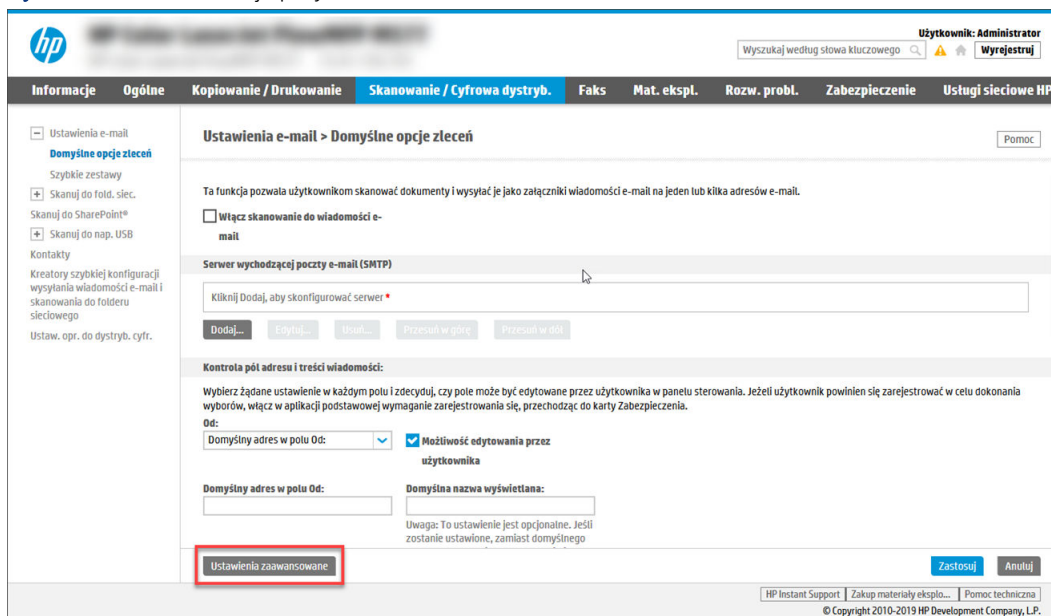 hp
Użytkownik: Administrator
Wyszukaj według słowa kluczowego
Wyrejestruj
Informacje Ogólne Kopiowanie / Drukowanie Skanowanie / Cyfrowa dystryb. Faks Mat. ekspl. Rozw. probl. Zabezpieczenie Usługi sieciowe HP
Ustawienia e-mail
Domyślne opcje zleceń
Szybkie zestawy
Skanuj do fold. siec.
Skanuj do SharePoint®
Skanuj do nap. USB
Kontakty
Kreatory szybkiej konfiguracji
wysyłania wiadomości e-mail i
skanowania do folderu
sieciowego
Ustaw. opr. do dystryb. cyfr.
Ustawienia e-mail > Domyślne opcje zleceń
Pomoc
Ta funkcja pozwala użytkownikom skanować dokumenty i wysyłać je jako załączniki wiadomości e-mail na jeden lub kilka adresów e-mail.
Włącz skanowanie do wiadomości e-
mail
Serwer wychodzącej poczty e-mail (SMTP)
Kliknij Dodaj, aby skonfigurować serwer *
Dodaj... Edytuj... Usuń... Przesuń w górę Przesuń w dół
Kontrola pól adresu i treści wiadomości:
Wybierz żądane ustawienie w każdym polu i zdecyduj, czy pole może być edytowane przez użytkownika w panelu sterowania. Jeżeli użytkownik powinien się zarejestrować w celu dokonania
wyborów, włącz w aplikacji podstawowej wymaganie zarejestrowania się, przechodząc do karty Zabezpieczenia.
Od:
Domyślny adres w polu Od:
Możliwość edytowania przez
użytkownika
Domyślny adres w polu Od:
Domyślna nazwa wyświetlana:
Uwaga: To ustawienie jest opcjonalne. Jeśli
zostanie ustawione, zamiast domyślnego
Ustawienia zaawansowane
Zastosuj Anuluj
HP Instant Support Zakup materiały eksplo... Pomoc techniczna
© Copyright 2010-2019 HP Development Company, L.P.